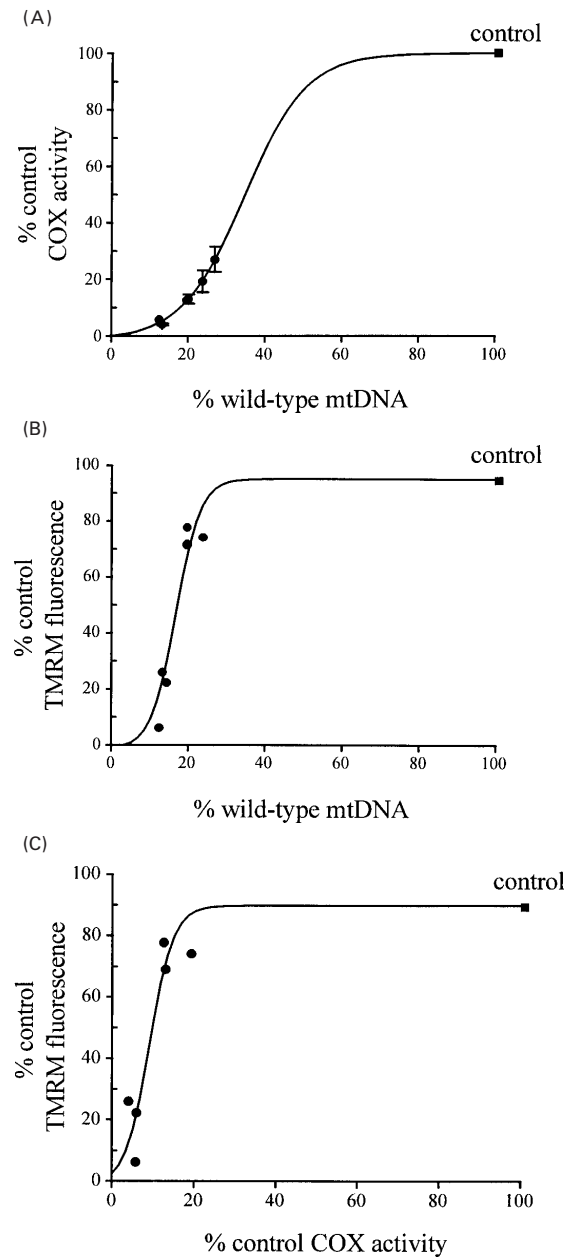 (A)
control
100
80
60
40
20
0
% control
COX activity
0 20 40 60 80 100
% wild-type mtDNA
(B)
control
100
80
60
40
20
0
% control
TMRM fluorescence
0 20 40 60 80 100
% wild-type mtDNA
(C)
control
100
80
60
40
20
0
% control
TMRM fluorescence
0 20 40 60 80 100
% control COX activity